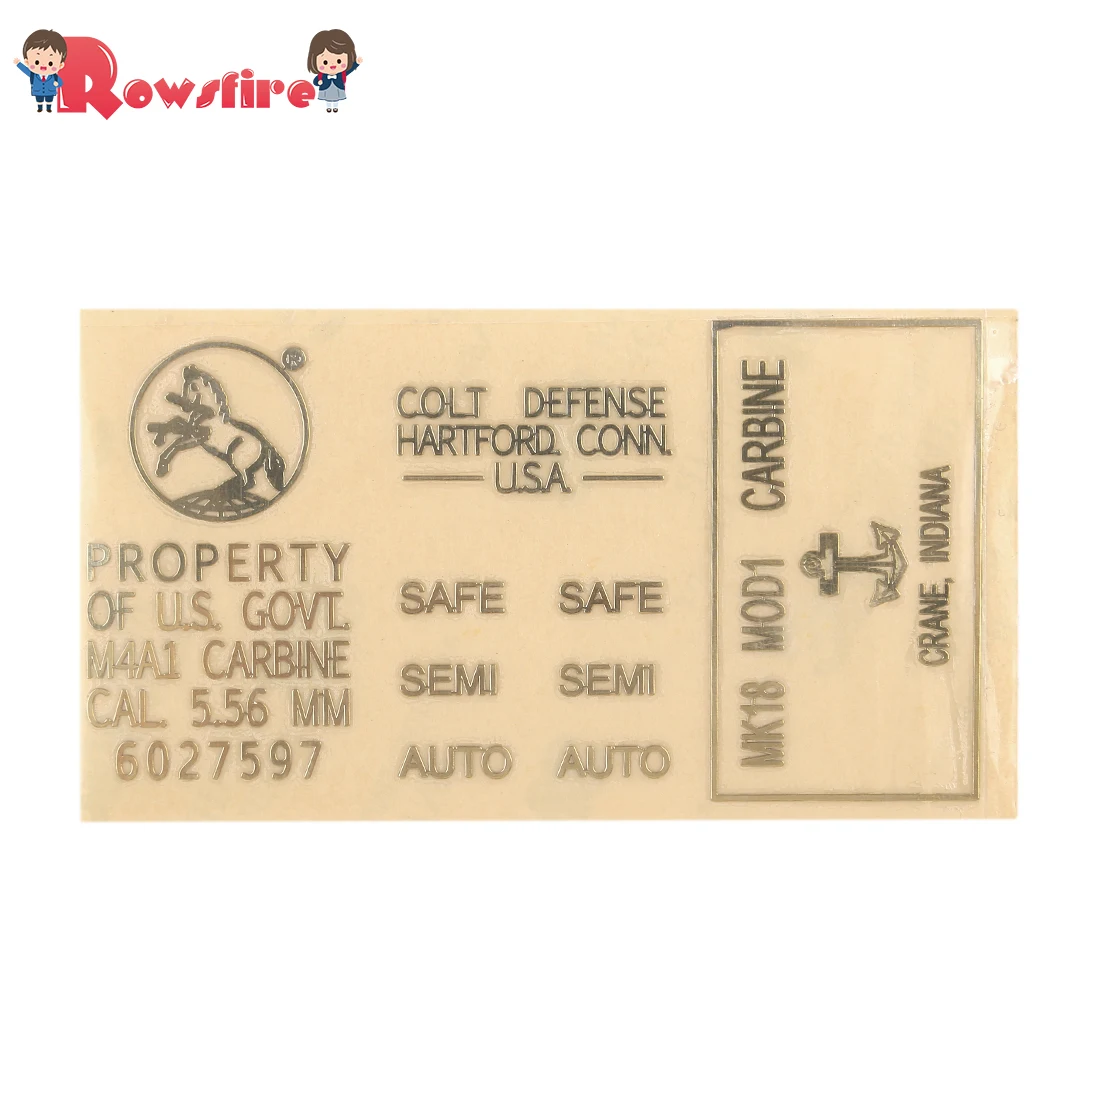 Rowsfire
®
COLT DEFENSE
HARTFORD. CONN.
U.S.A.
PROPERTY
OF U.S. GOVT.
M4A1 CARBINE
CAL. 5.56 MM
6027597
SAFE SAFE
SEMI SEMI
AUTO AUTO
MK18 MOD1 CARBINE
CRANE, INDIANA